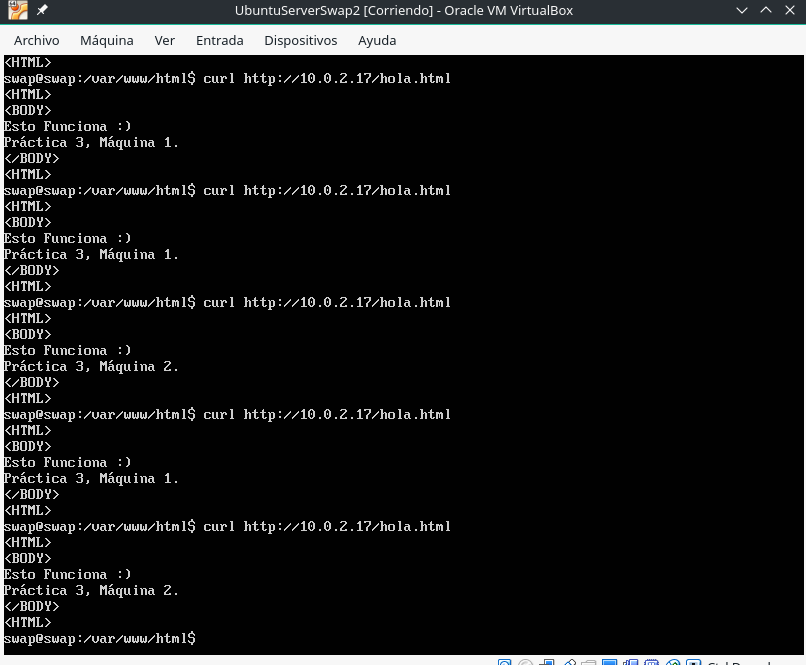 UbuntuServerSwap2 [Corriendo] - Oracle VM VirtualBox
Archivo Máquina Ver Entrada Dispositivos Ayuda
<HTML>
swap@swap:/var/www/html$ curl http://10.0.2.17/hola.html
<HTML>
<BODY>
Esto Funciona :)
Práctica 3, Máquina 1.
</BODY>
<HTML>
swap@swap:/var/www/html$ curl http://10.0.2.17/hola.html
<HTML>
<BODY>
Esto Funciona :)
Práctica 3, Máquina 1.
</BODY>
<HTML>
swap@swap:/var/www/html$ curl http://10.0.2.17/hola.html
<HTML>
<BODY>
Esto Funciona :)
Práctica 3, Máquina 2.
</BODY>
<HTML>
swap@swap:/var/www/html$ curl http://10.0.2.17/hola.html
<HTML>
<BODY>
Esto Funciona :)
Práctica 3, Máquina 1.
</BODY>
<HTML>
swap@swap:/var/www/html$ curl http://10.0.2.17/hola.html
<HTML>
<BODY>
Esto Funciona :)
Práctica 3, Máquina 2.
</BODY>
<HTML>
swap@swap:/var/www/html$